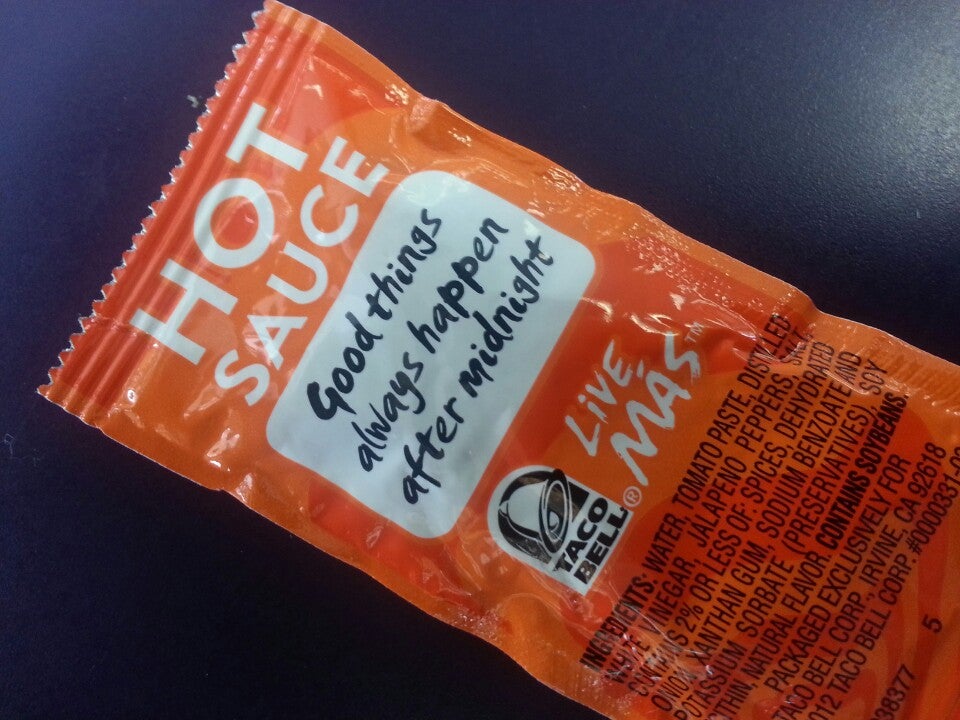 HOT
SAUCE
Good things
always happen
after midnight
LIVE
MÁS™
TACO
BELL®
INGREDIENTS: WATER, TOMATO PASTE, DISTILLED
VINEGAR, JALAPENO PEPPERS,
2% OR LESS OF: SPICES, DEHYDRATED
XANTHAN GUM, SODIUM BENZOATE AND
POTASSIUM SORBATE (PRESERVATIVES), SOY
NATURAL FLAVOR. CONTAINS SOYBEANS.
PACKAGED EXCLUSIVELY FOR
TACO BELL CORP., IRVINE, CA 92618
TACO BELL CORP.
5